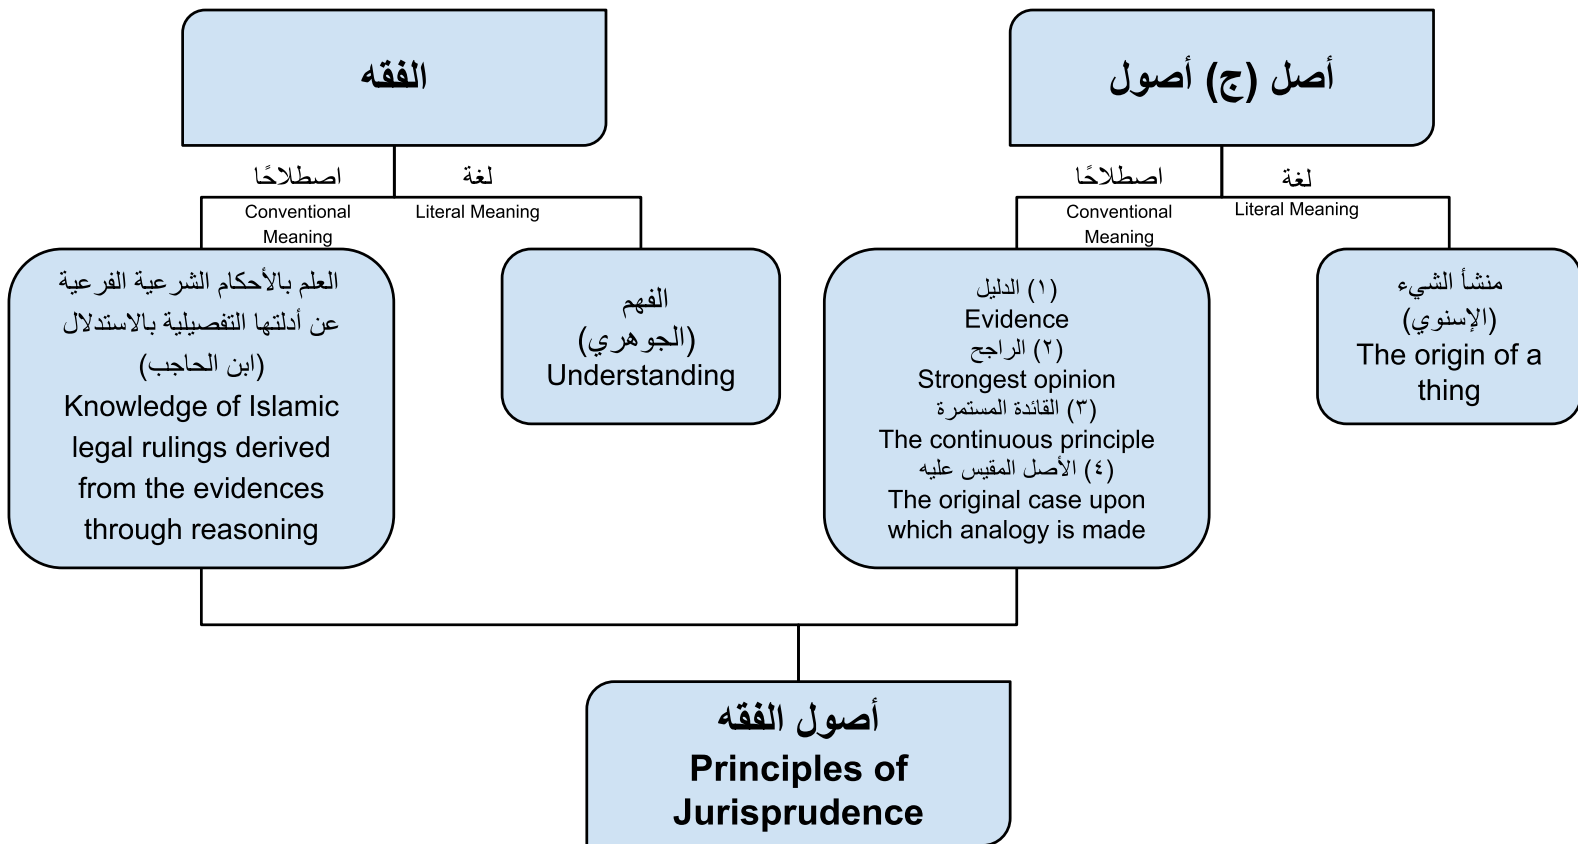 أصل (ج) أصول
لغة
Literal Meaning
منشأ الشيء
(الإسنوي)
The origin of a
thing
اصطلاحًا
Conventional
Meaning
(١) الدليل
Evidence
(٢) الراجح
Strongest opinion
(٣) القائدة المستمرة
The continuous principle
(٤) الأصل المقيس عليه
The original case upon
which analogy is made
الفقه
لغة
Literal Meaning
الفهم
(الجوهري)
Understanding
اصطلاحًا
Conventional
Meaning
العلم بالأحكام الشرعية الفرعية
عن أدلتها التفصيلية بالاستدلال
(ابن الحاجب)
Knowledge of Islamic
legal rulings derived
from the evidences
through reasoning
أصول الفقه
Principles of
Jurisprudence